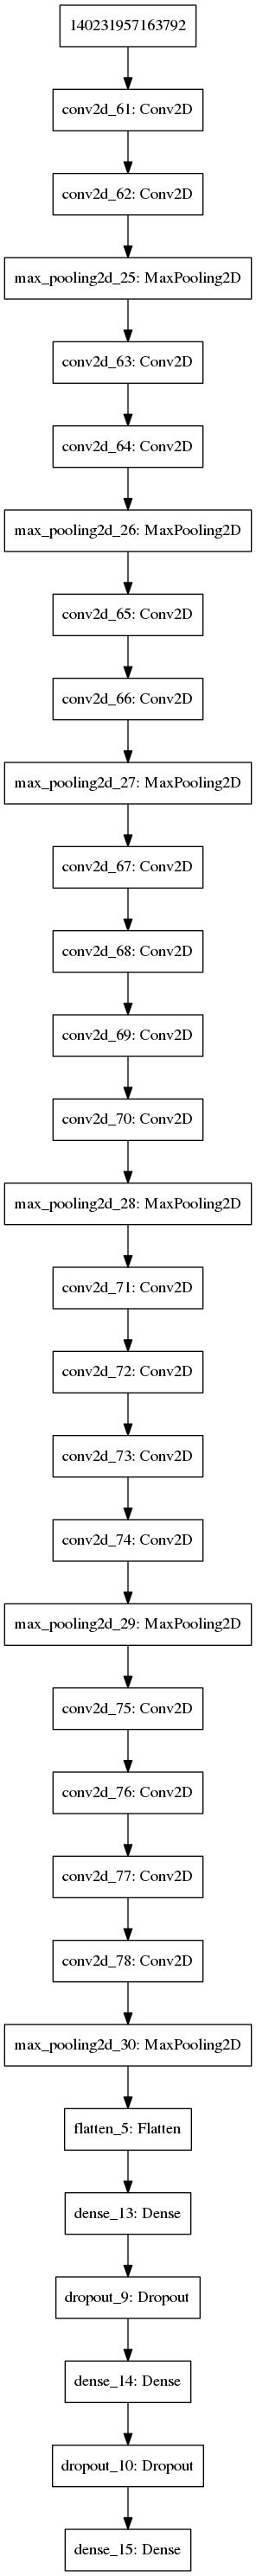 140231957163792
conv2d_61: Conv2D
conv2d_62: Conv2D
max_pooling2d_25: MaxPooling2D
conv2d_63: Conv2D
conv2d_64: Conv2D
max_pooling2d_26: MaxPooling2D
conv2d_65: Conv2D
conv2d_66: Conv2D
max_pooling2d_27: MaxPooling2D
conv2d_67: Conv2D
conv2d_68: Conv2D
conv2d_69: Conv2D
conv2d_70: Conv2D
max_pooling2d_28: MaxPooling2D
conv2d_71: Conv2D
conv2d_72: Conv2D
conv2d_73: Conv2D
conv2d_74: Conv2D
max_pooling2d_29: MaxPooling2D
conv2d_75: Conv2D
conv2d_76: Conv2D
conv2d_77: Conv2D
conv2d_78: Conv2D
max_pooling2d_30: MaxPooling2D
flatten_5: Flatten
dense_13: Dense
dropout_9: Dropout
dense_14: Dense
dropout_10: Dropout
dense_15: Dense